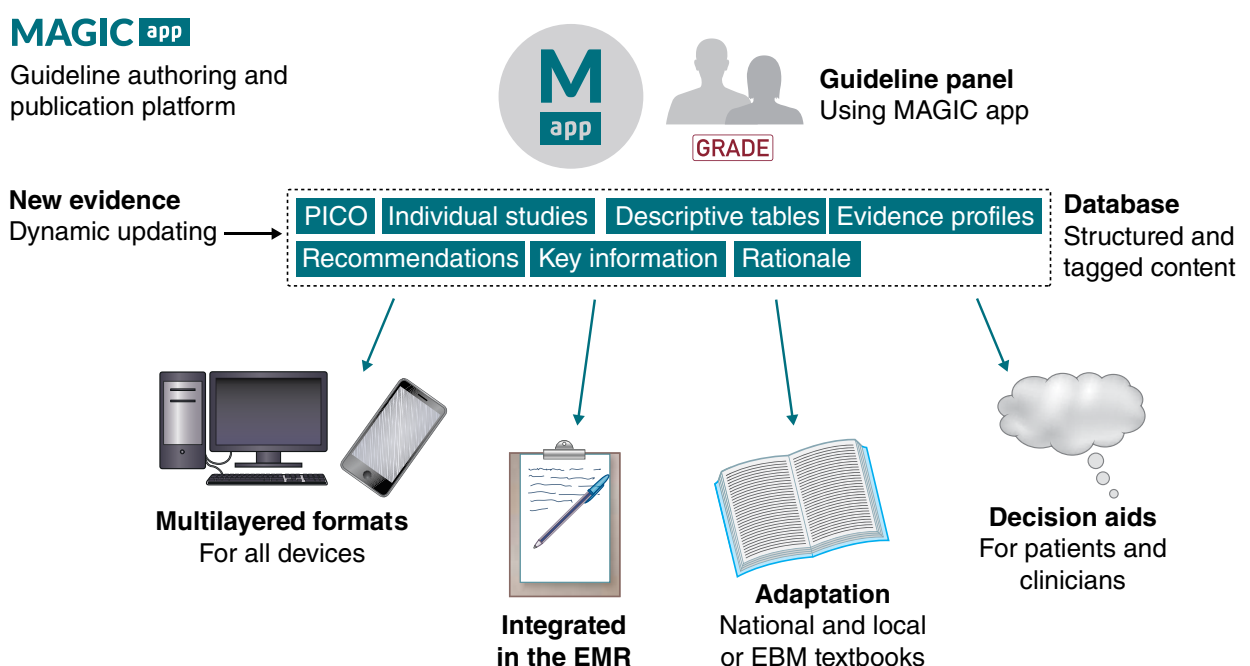 MAGIC app
Guideline authoring and
publication platform
M
app
GRADE
Guideline panel
Using MAGIC app
New evidence
Dynamic updating
PICO Individual studies Descriptive tables Evidence profiles
Recommendations Key information Rationale
Database
Structured and
tagged content
Multilayered formats
For all devices
Integrated
in the EMR
Adaptation
National and local
or EBM textbooks
Decision aids
For patients and
clinicians